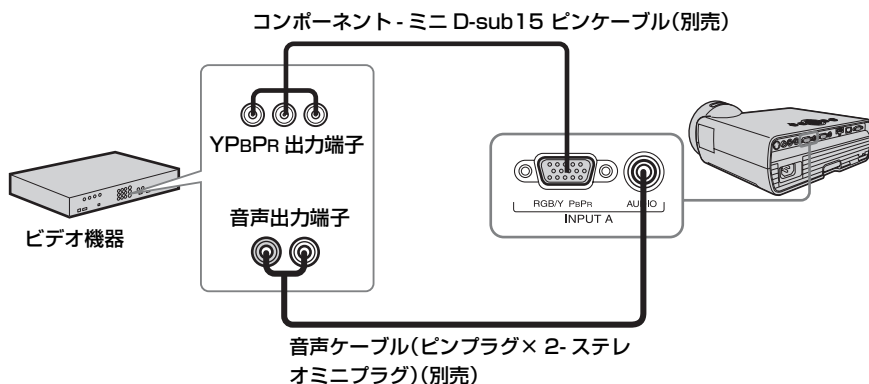 コンポーネント - ミニ D-sub15 ピンケーブル(別売)
YPBPR 出力端子
ビデオ機器
音声出力端子
RGB/Y PBPR
AUDIO
INPUT A
音声ケーブル(ピンプラグ× 2- ステレ
オミニプラグ)(別売)